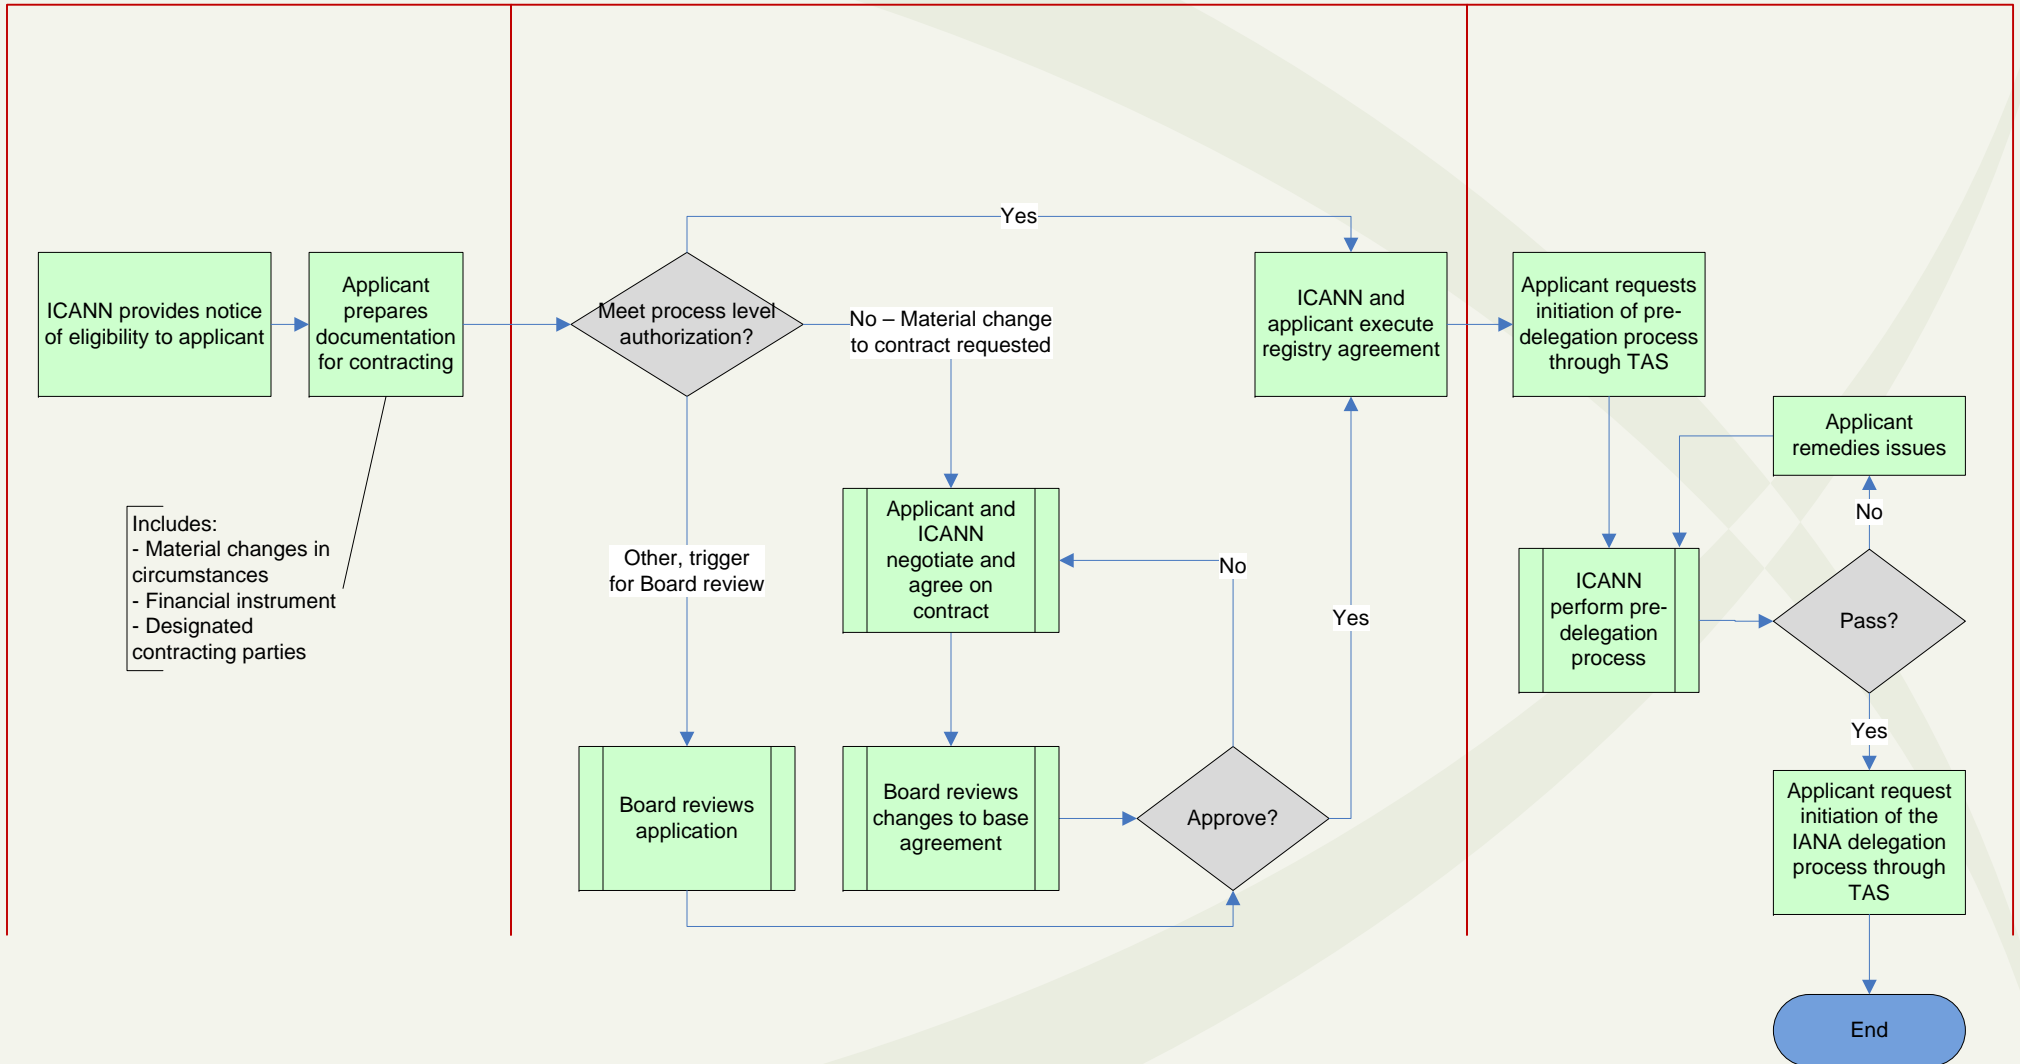 ICANN provides notice
of eligibility to applicant
Applicant
prepares
documentation
for contracting
Includes:
- Material changes in
circumstances
- Financial instrument
- Designated
contracting parties
Meet process level
authorization?
Yes
No – Material change
to contract requested
Other, trigger
for Board review
Applicant and
ICANN
negotiate and
agree on
contract
Board reviews
application
Board reviews
changes to base
agreement
Approve?
No
Yes
ICANN and
applicant execute
registry agreement
Applicant requests
initiation of pre-
delegation process
through TAS
Applicant
remedies issues
No
ICANN
perform pre-
delegation
process
Pass?
Yes
Applicant request
initiation of the
IANA delegation
process through
TAS
End